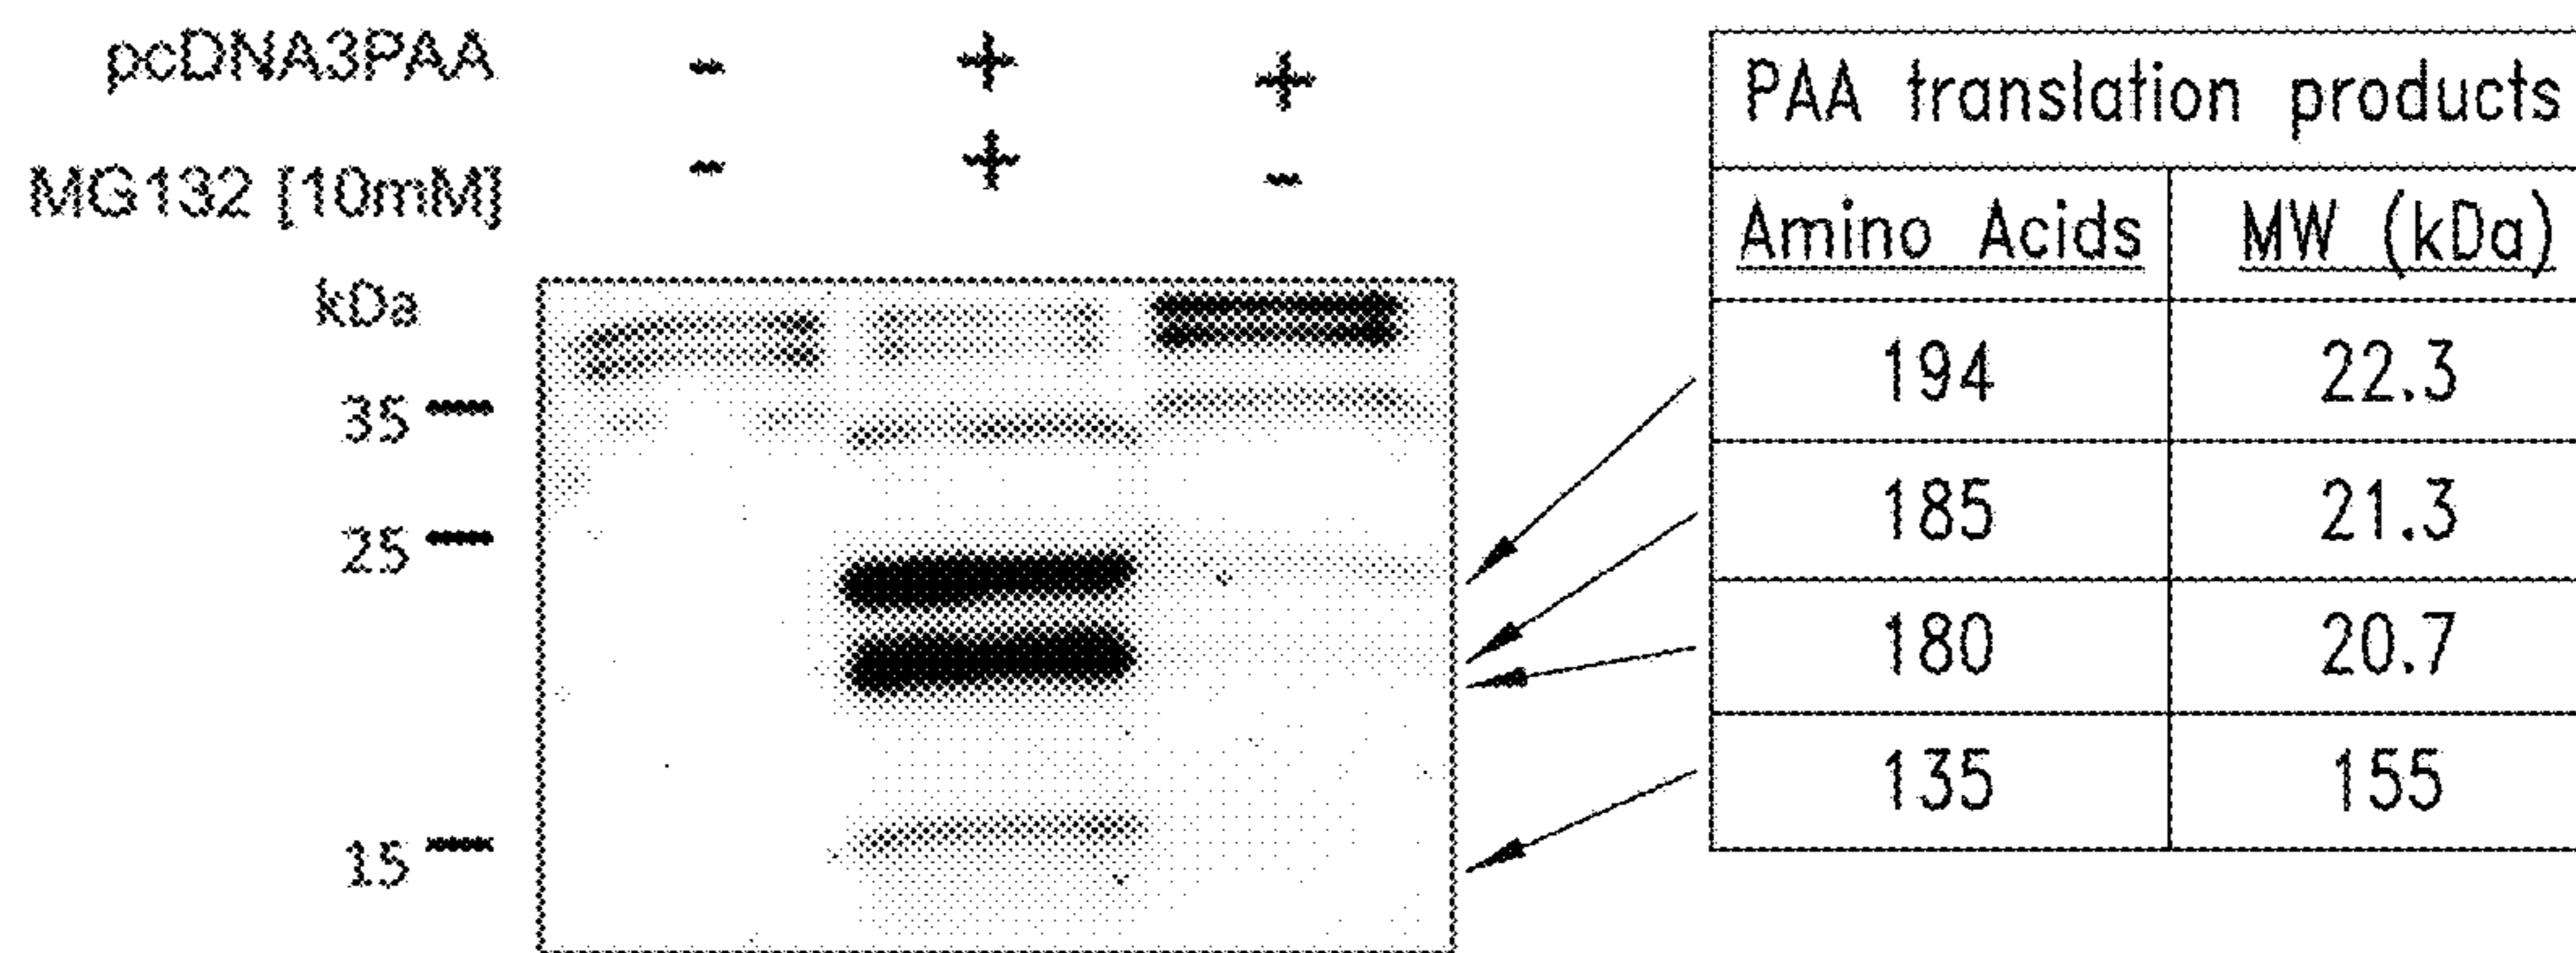 pcDNA3PAA - + +
MG132 [10mM] - + -
kDa
35
25
15
PAA translation products
Amino Acids MW (kDa)
194 22.3
185 21.3
180 20.7
135 155